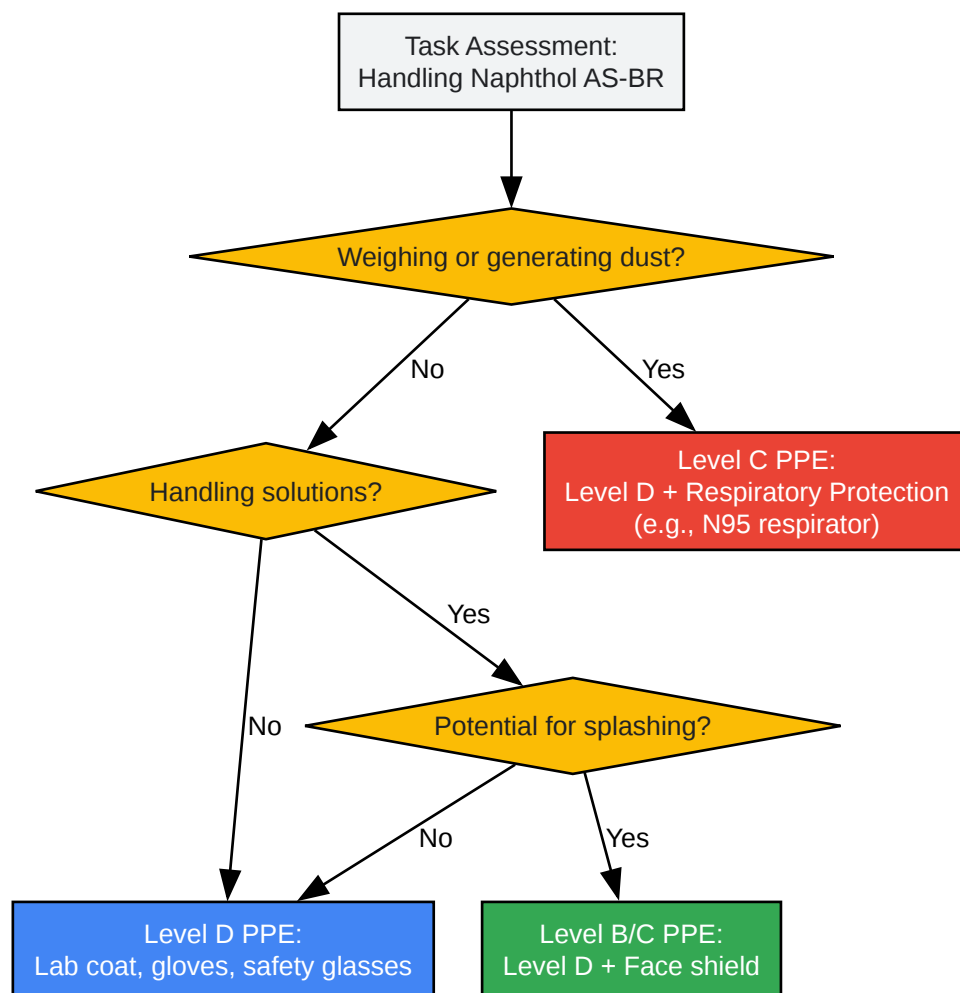 Task Assessment:
Handling Naphthol AS-BR
Weighing or generating dust?
No
Yes
Level C PPE:
Level D + Respiratory Protection
(e.g., N95 respirator)
Handling solutions?
Yes
No
Potential for splashing?
No
Yes
Level D PPE:
Lab coat, gloves, safety glasses
Level B/C PPE:
Level D + Face shield